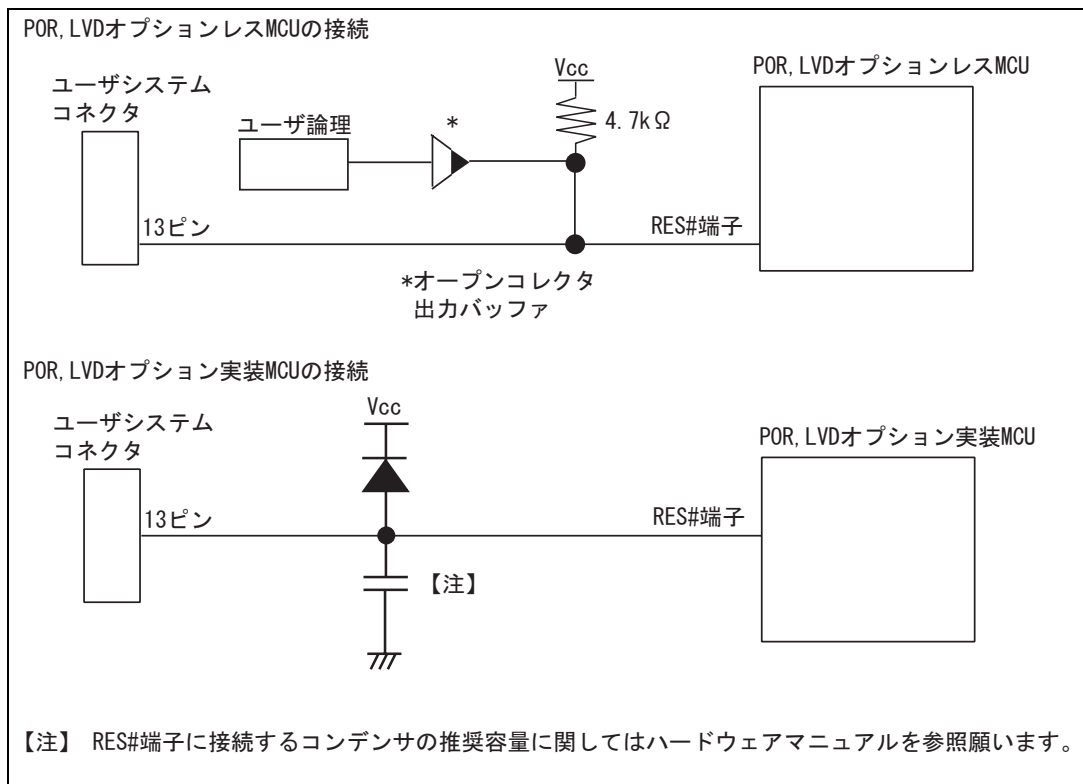 POR, LVDオプションレスMCUの接続
ユーザシステム
コネクタ
Vcc
POR, LVDオプションレスMCU
ユーザ論理
*
4.7kΩ
13ピン
RES#端子
*オープンコレクタ
出力バッファ
POR, LVDオプション実装MCUの接続
ユーザシステム
コネクタ
Vcc
POR, LVDオプション実装MCU
13ピン
RES#端子
【注】
【注】 RES#端子に接続するコンデンサの推奨容量に関してはハードウェアマニュアルを参照願います。